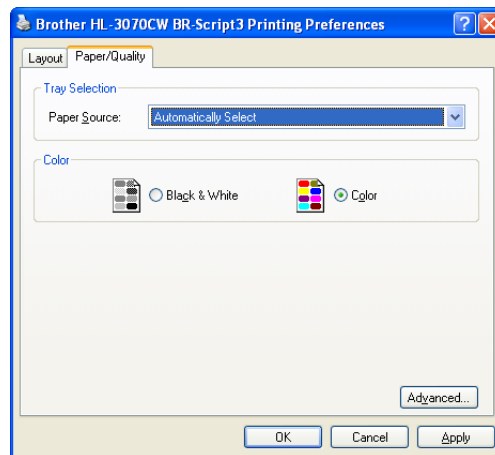 Brother HL-3070CW BR-Script3 Printing Preferences
Layout Paper/Quality
Tray Selection
Paper Source: Automatically Select
Color
Black & White Color
Advanced...
OK Cancel Apply